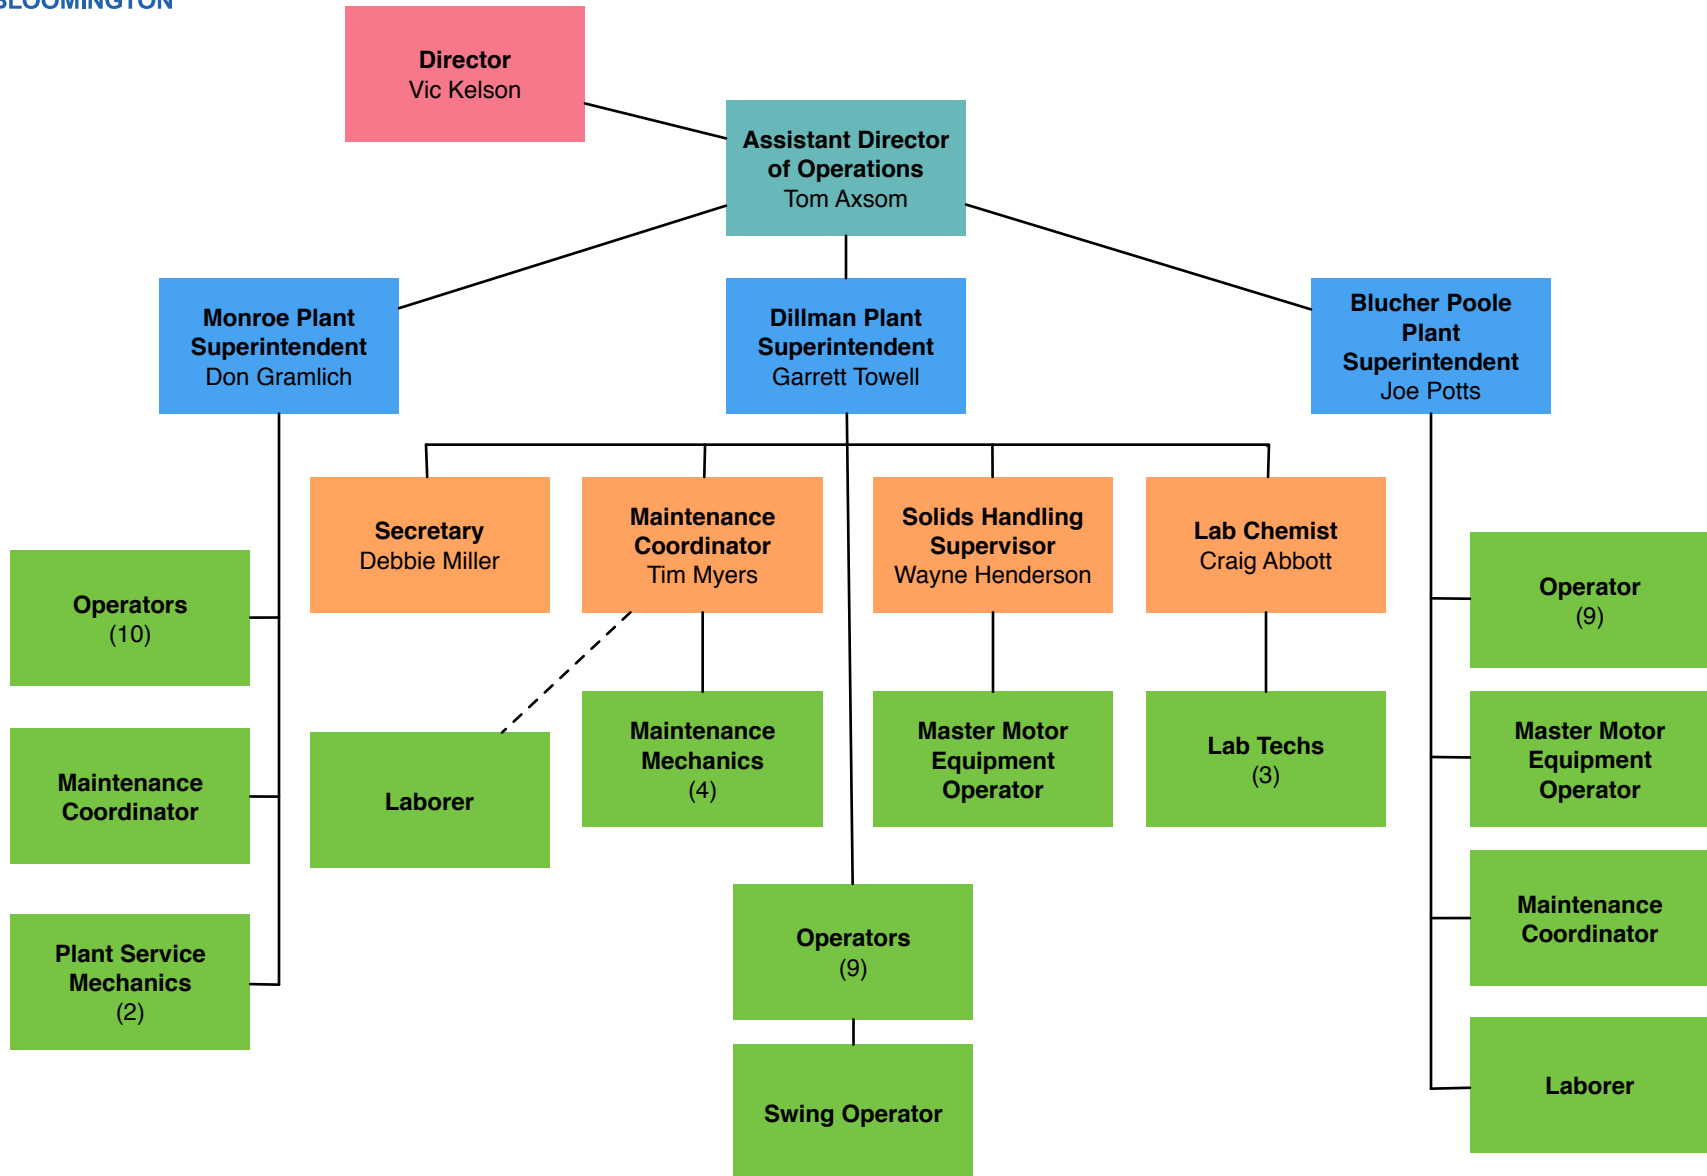 BLOOMINGTON
Director
Vic Kelson
Assistant Director
of Operations
Tom Axsom
Monroe Plant
Superintendent
Don Gramlich
Dillman Plant
Superintendent
Garrett Towell
Blucher Poole
Plant
Superintendent
Joe Potts
Secretary
Debbie Miller
Maintenance
Coordinator
Tim Myers
Solids Handling
Supervisor
Wayne Henderson
Lab Chemist
Craig Abbott
Operators
(10)
Maintenance
Coordinator
Plant Service
Mechanics
(2)
Laborer
Maintenance
Mechanics
(4)
Master Motor
Equipment
Operator
Lab Techs
(3)
Operators
(9)
Swing Operator
Operator
(9)
Master Motor
Equipment
Operator
Maintenance
Coordinator
Laborer